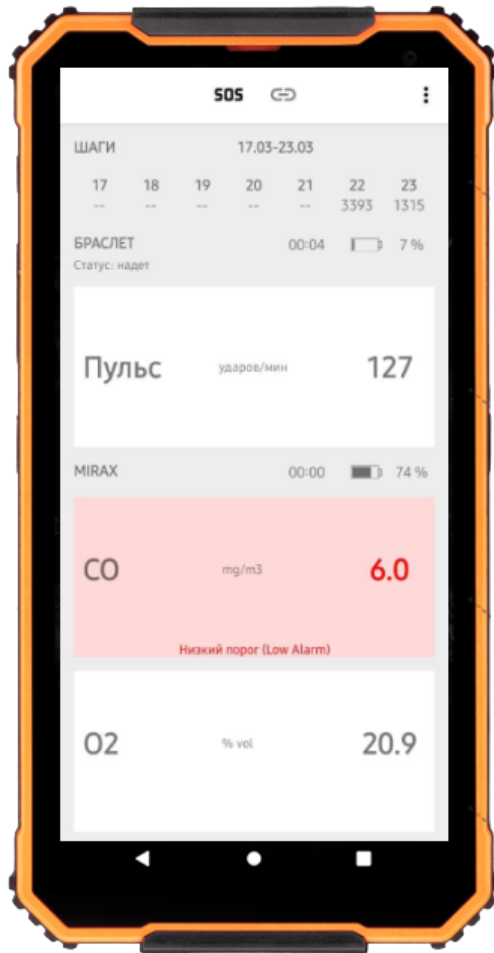 SOS
ШАГИ 17.03-23.03
17 18 19 20 21 22 23
-- -- -- -- -- 3393 1315
БРАСЛЕТ 00:04 7 %
Статус: надет
Пульс ударов/мин 127
MIRAX 00:00 74 %
CO mg/m3 6.0
Низкий порог (Low Alarm)
O2 % vol 20.9